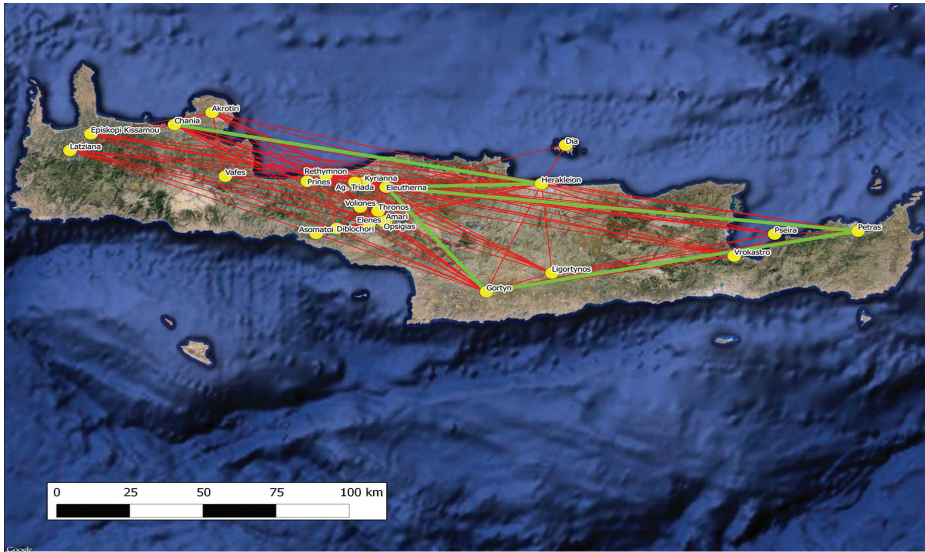 Akrotiri
Chania
Episkopi Kissamou
Latziana
Dia
Vafes
Rethymnon
Prines
Kyrianna
Ag. Triada
Eleutherna
Herakleion
Voliones
Thronos
Elenes
Amari
Opsigias
Asomatoi
Diblochori
Pseira
Petras
Vrokastro
Ligortynos
Gortyn
0 25 50 75 100 km
Google